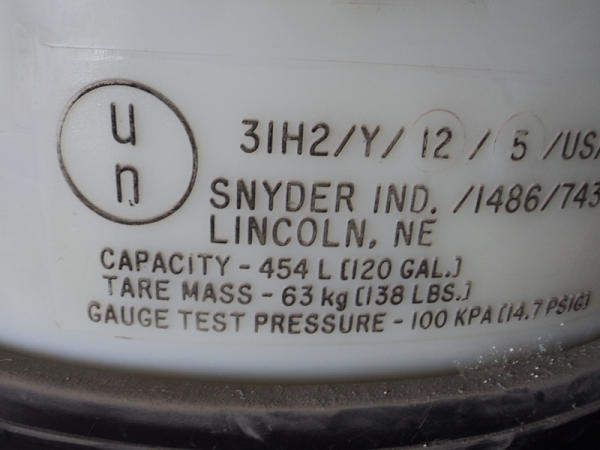 u
n
31H2/Y/12/5/USA
SNYDER IND. /1486/743
LINCOLN, NE
CAPACITY - 454 L (120 GAL.)
TARE MASS - 63 kg (138 LBS.)
GAUGE TEST PRESSURE - 100 KPA (14.7 PSIG)